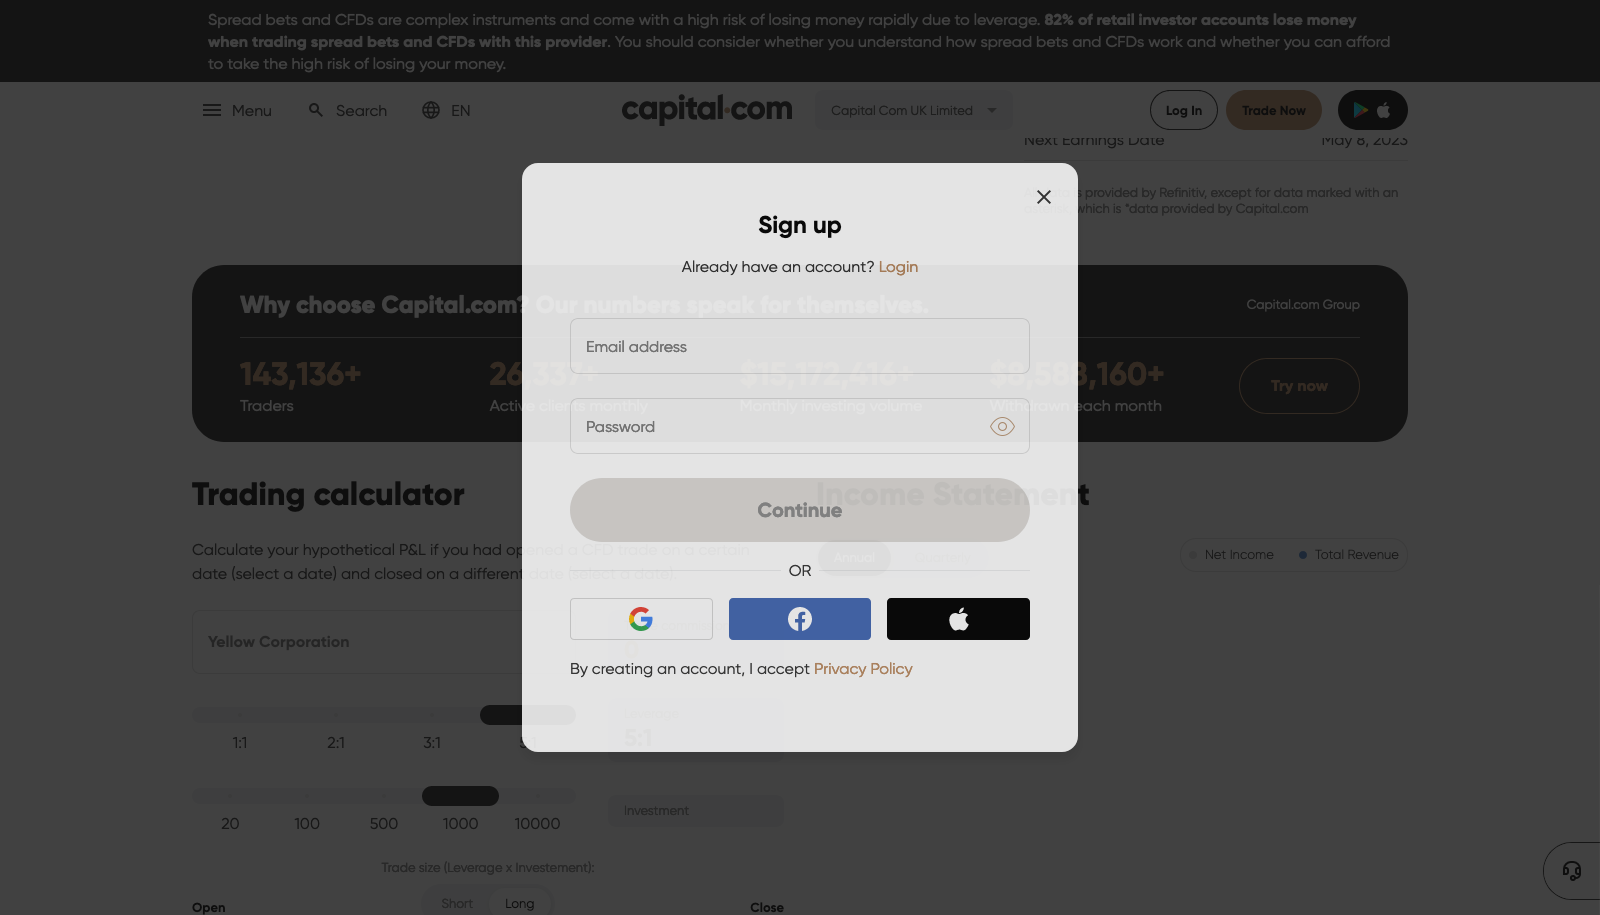 Spread bets and CFDs are complex instruments and come with a high risk of losing money rapidly due to leverage. 82% of retail investor accounts lose money
when trading spread bets and CFDs with this provider. You should consider whether you understand how spread bets and CFDs work and whether you can afford
to take the high risk of losing your money.
Menu Search EN capital.com Capital Com UK Limited Log In Trade Now
Next Earnings Date May 8, 2023
provided by Refinitiv, except for data marked with an
which is *data provided by Capital.com
Sign up
Already have an account? Login
Why choose Capital.com? Our numbers speak for themselves. Capital.com Group
Email address
143,136+ 26,337+ $15,172,416+ $8,588,160+ Try now
Traders Active clients monthly Monthly investing volume Withdrawn each month
Password
Trading calculator Income Statement
Continue
Calculate your hypothetical P&L if you had opened a CFD trade on a certain
date (select a date) and closed on a different date (select a date).
Annual Net Income Total Revenue
OR
Yellow Corporation
By creating an account, I accept Privacy Policy
1:1 2:1 3:1 5:1
5:1
Investment
20 100 500 1000 10000
Trade size (Leverage x Investement):
Open Short Long Close